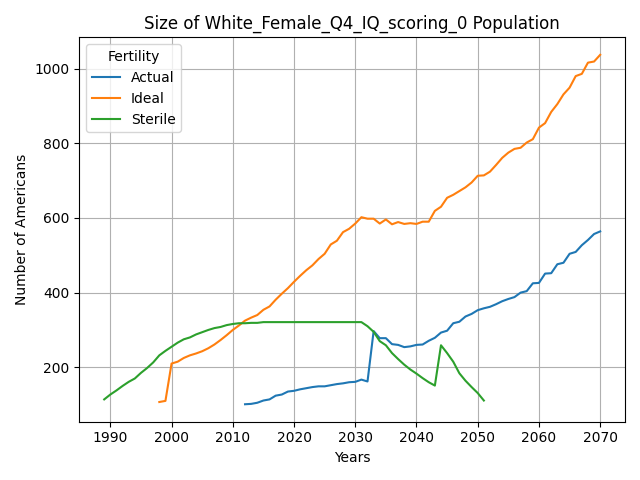 Size of White_Female_Q4_IQ_scoring_0 Population
Fertility
Actual
Ideal
Sterile
Number of Americans
1000
800
600
400
200
1990 2000 2010 2020 2030 2040 2050 2060 2070
Years